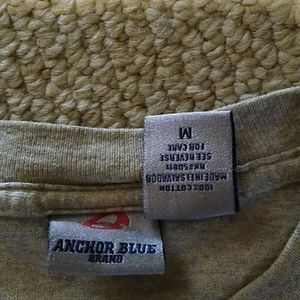 ANCHOR BLUE
BRAND
100% COTTON
MADE IN EL SALVADOR
SEE REVERSE
FOR CARE
M